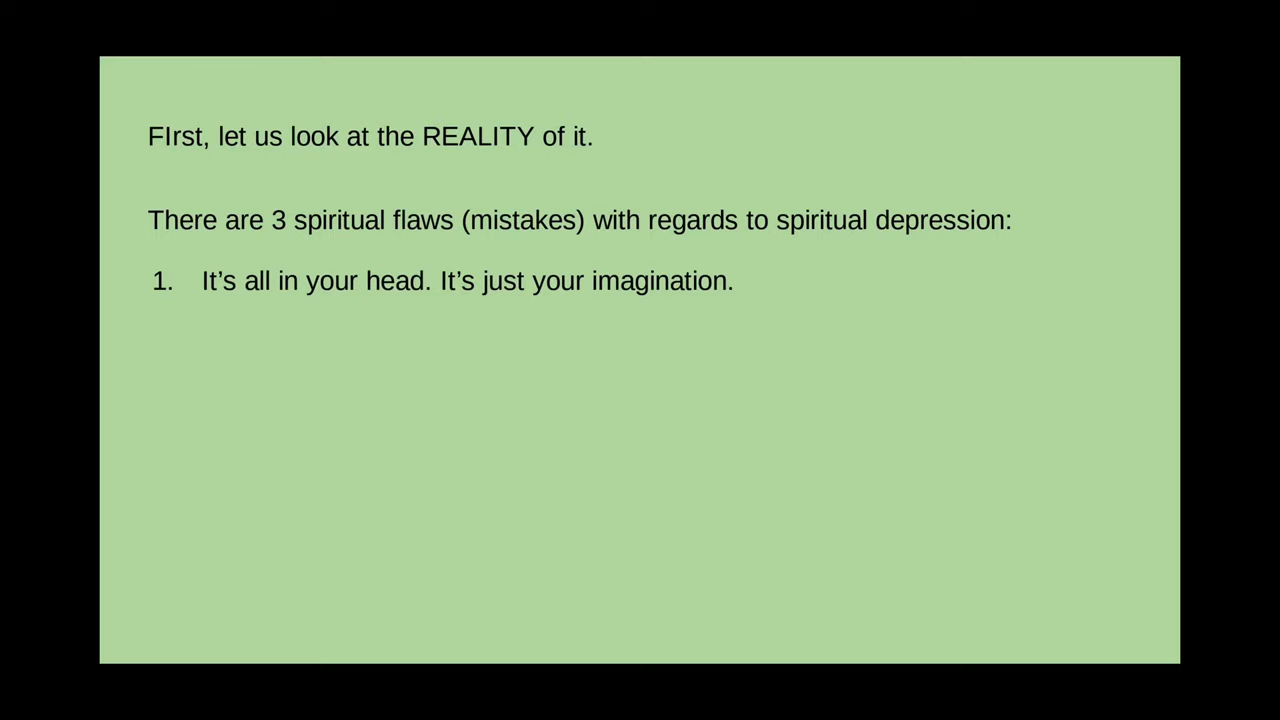 FIrst, let us look at the REALITY of it.
There are 3 spiritual flaws (mistakes) with regards to spiritual depression:
1. It’s all in your head. It’s just your imagination.